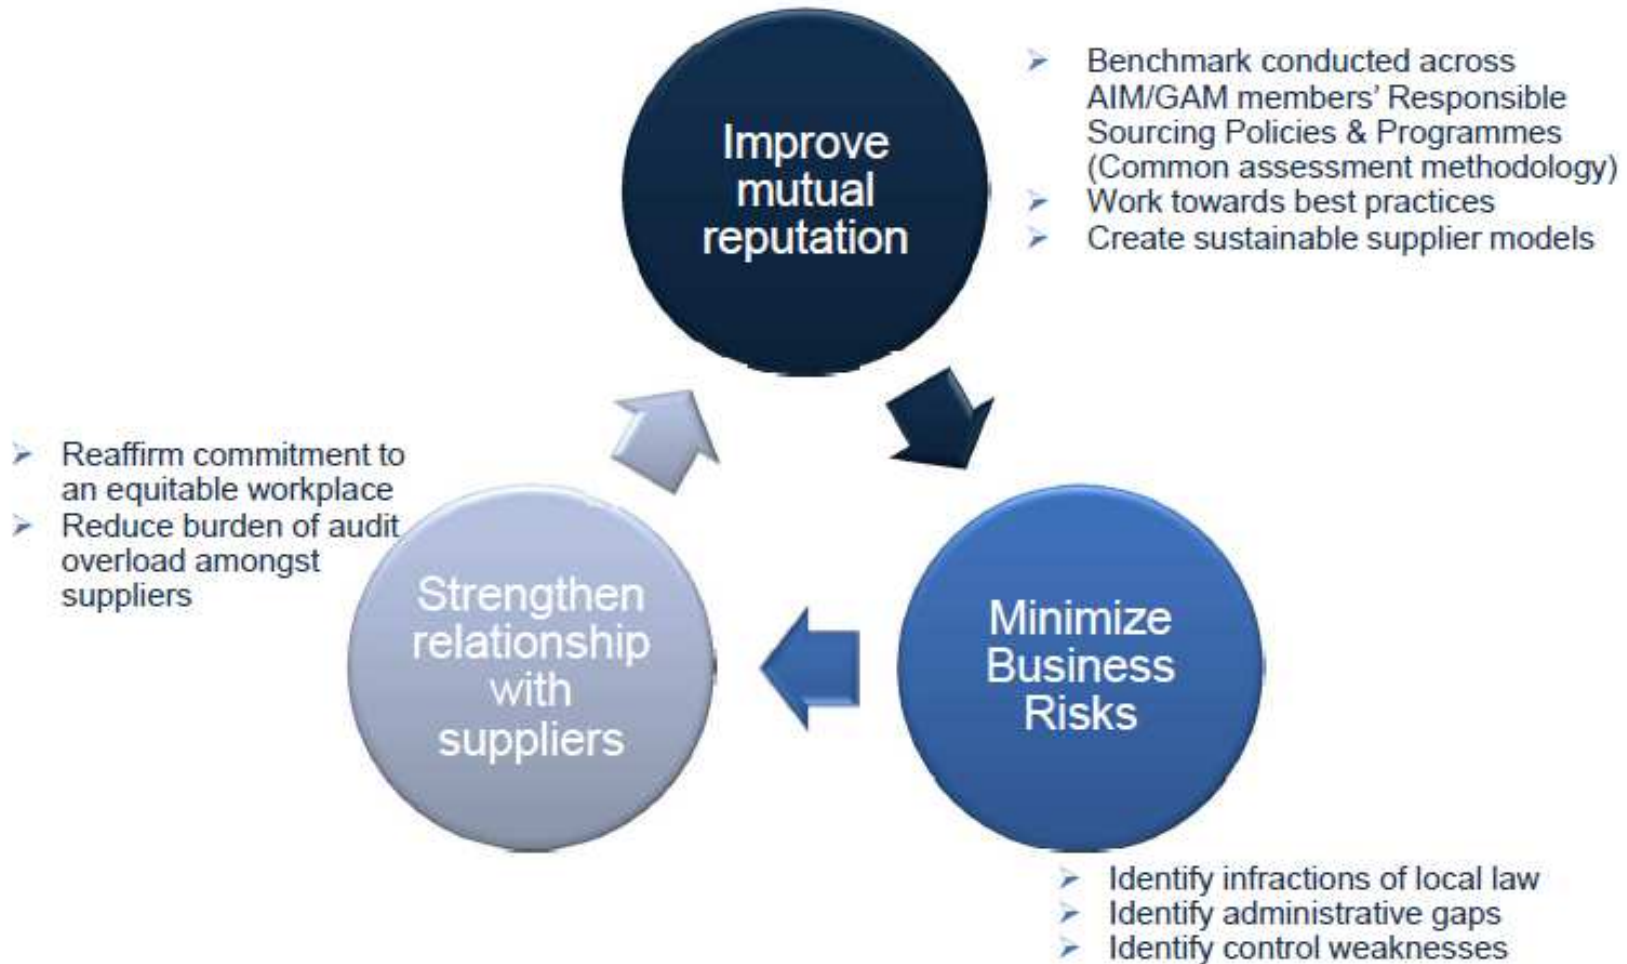 Improve
mutual
reputation
Benchmark conducted across
AIM/GAM members' Responsible
Sourcing Policies & Programmes
(Common assessment methodology)
Work towards best practices
Create sustainable supplier models
Reaffirm commitment to
an equitable workplace
Reduce burden of audit
overload amongst
suppliers
Strengthen
relationship
with
suppliers
Minimize
Business
Risks
Identify infractions of local law
Identify administrative gaps
Identify control weaknesses